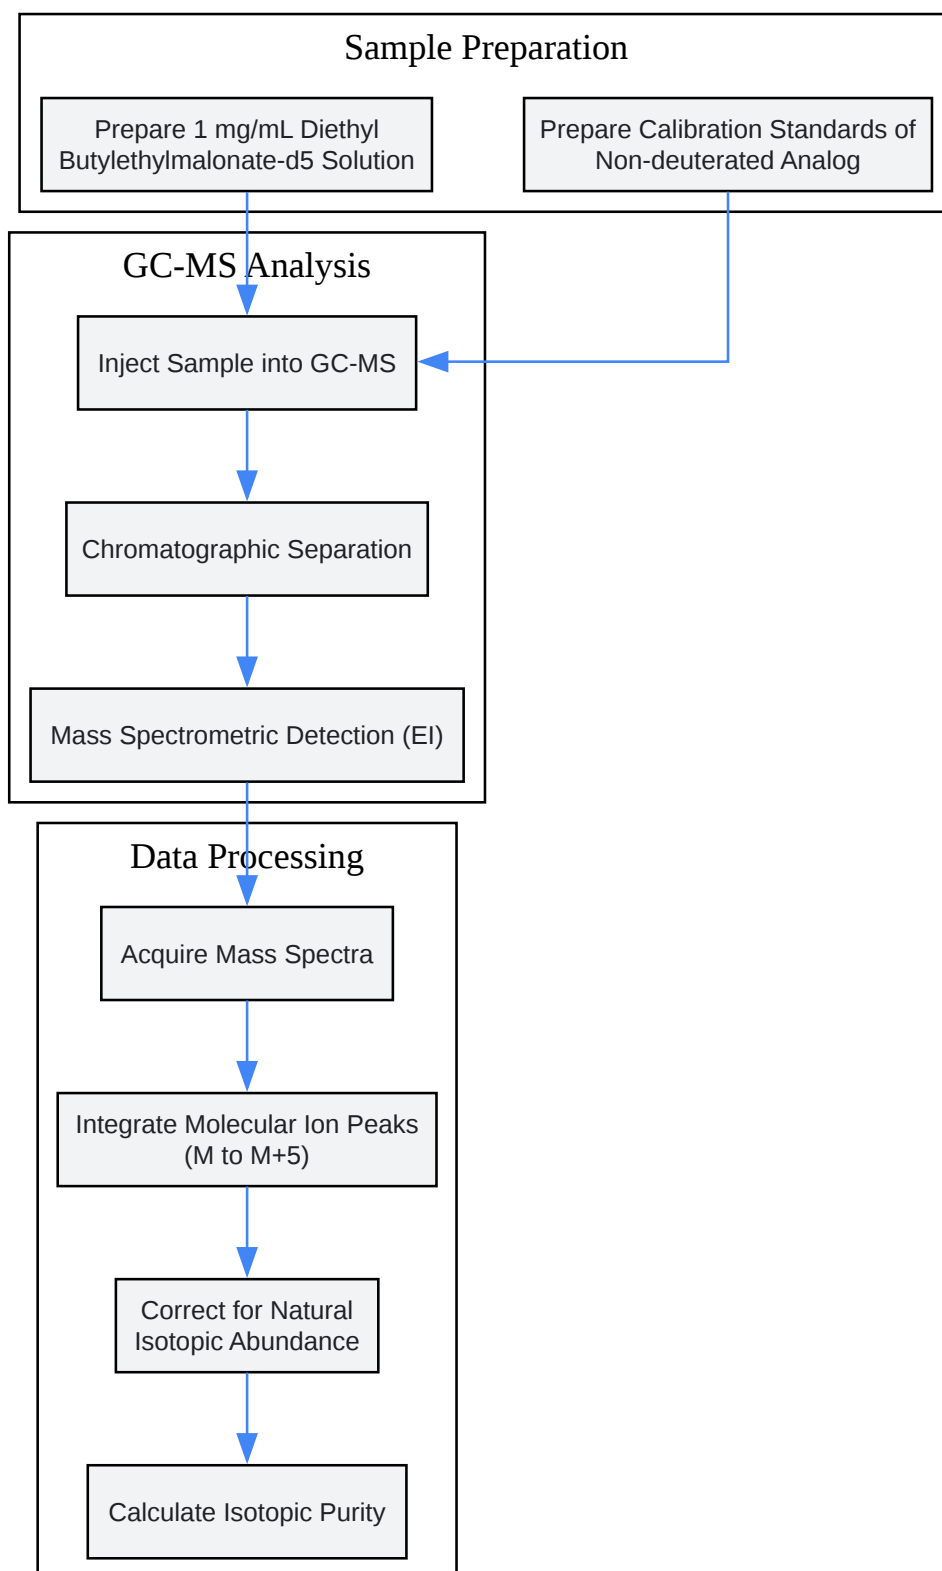 Sample Preparation
Prepare 1 mg/mL Diethyl
Butylethylmalonate-d5 Solution
Prepare Calibration Standards of
Non-deuterated Analog
GC-MS Analysis
Inject Sample into GC-MS
Chromatographic Separation
Mass Spectrometric Detection (EI)
Data Processing
Acquire Mass Spectra
Integrate Molecular Ion Peaks
(M to M+5)
Correct for Natural
Isotopic Abundance
Calculate Isotopic Purity